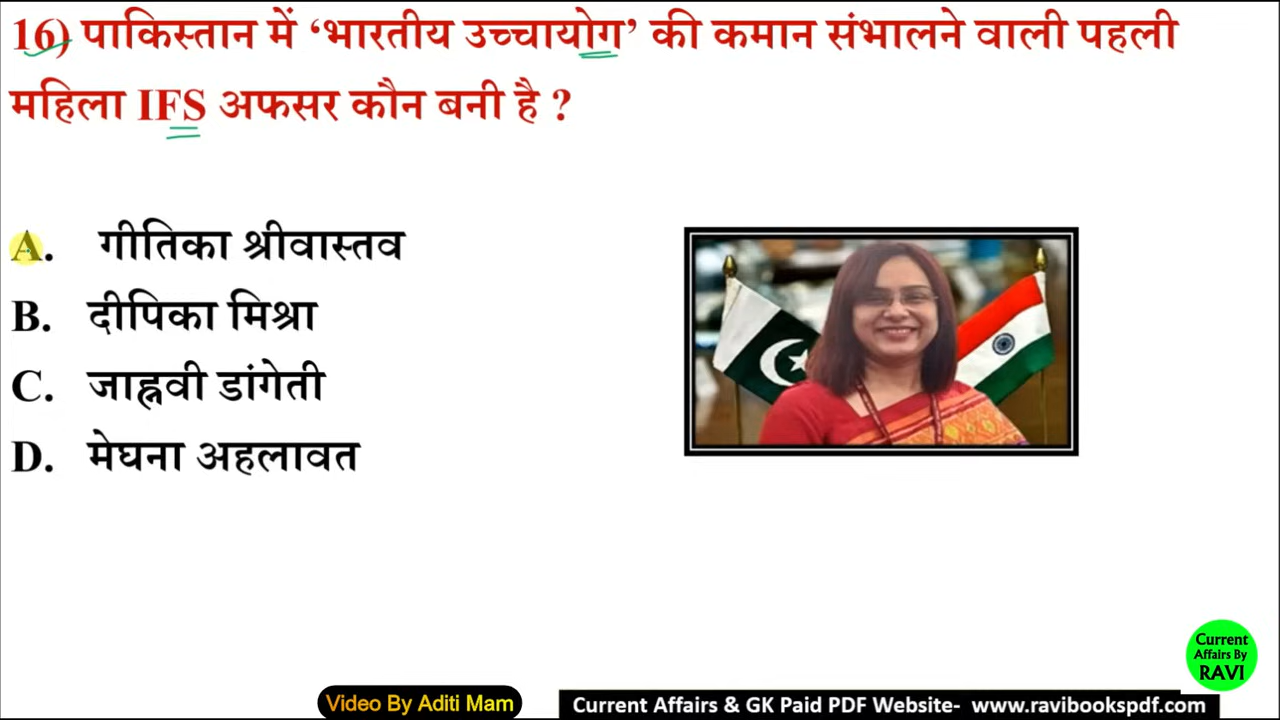 16) पाकिस्तान में ‘भारतीय उच्चायोग’ की कमान संभालने वाली पहली
महिला IFS अफसर कौन बनी है ?
A. गीतिका श्रीवास्तव
B. दीपिका मिश्रा
C. जाह्नवी डांगेती
D. मेघना अहलावत
Current
Affairs By
RAVI
Video By Aditi Mam
Current Affairs & GK Paid PDF Website- www.ravibookspdf.com